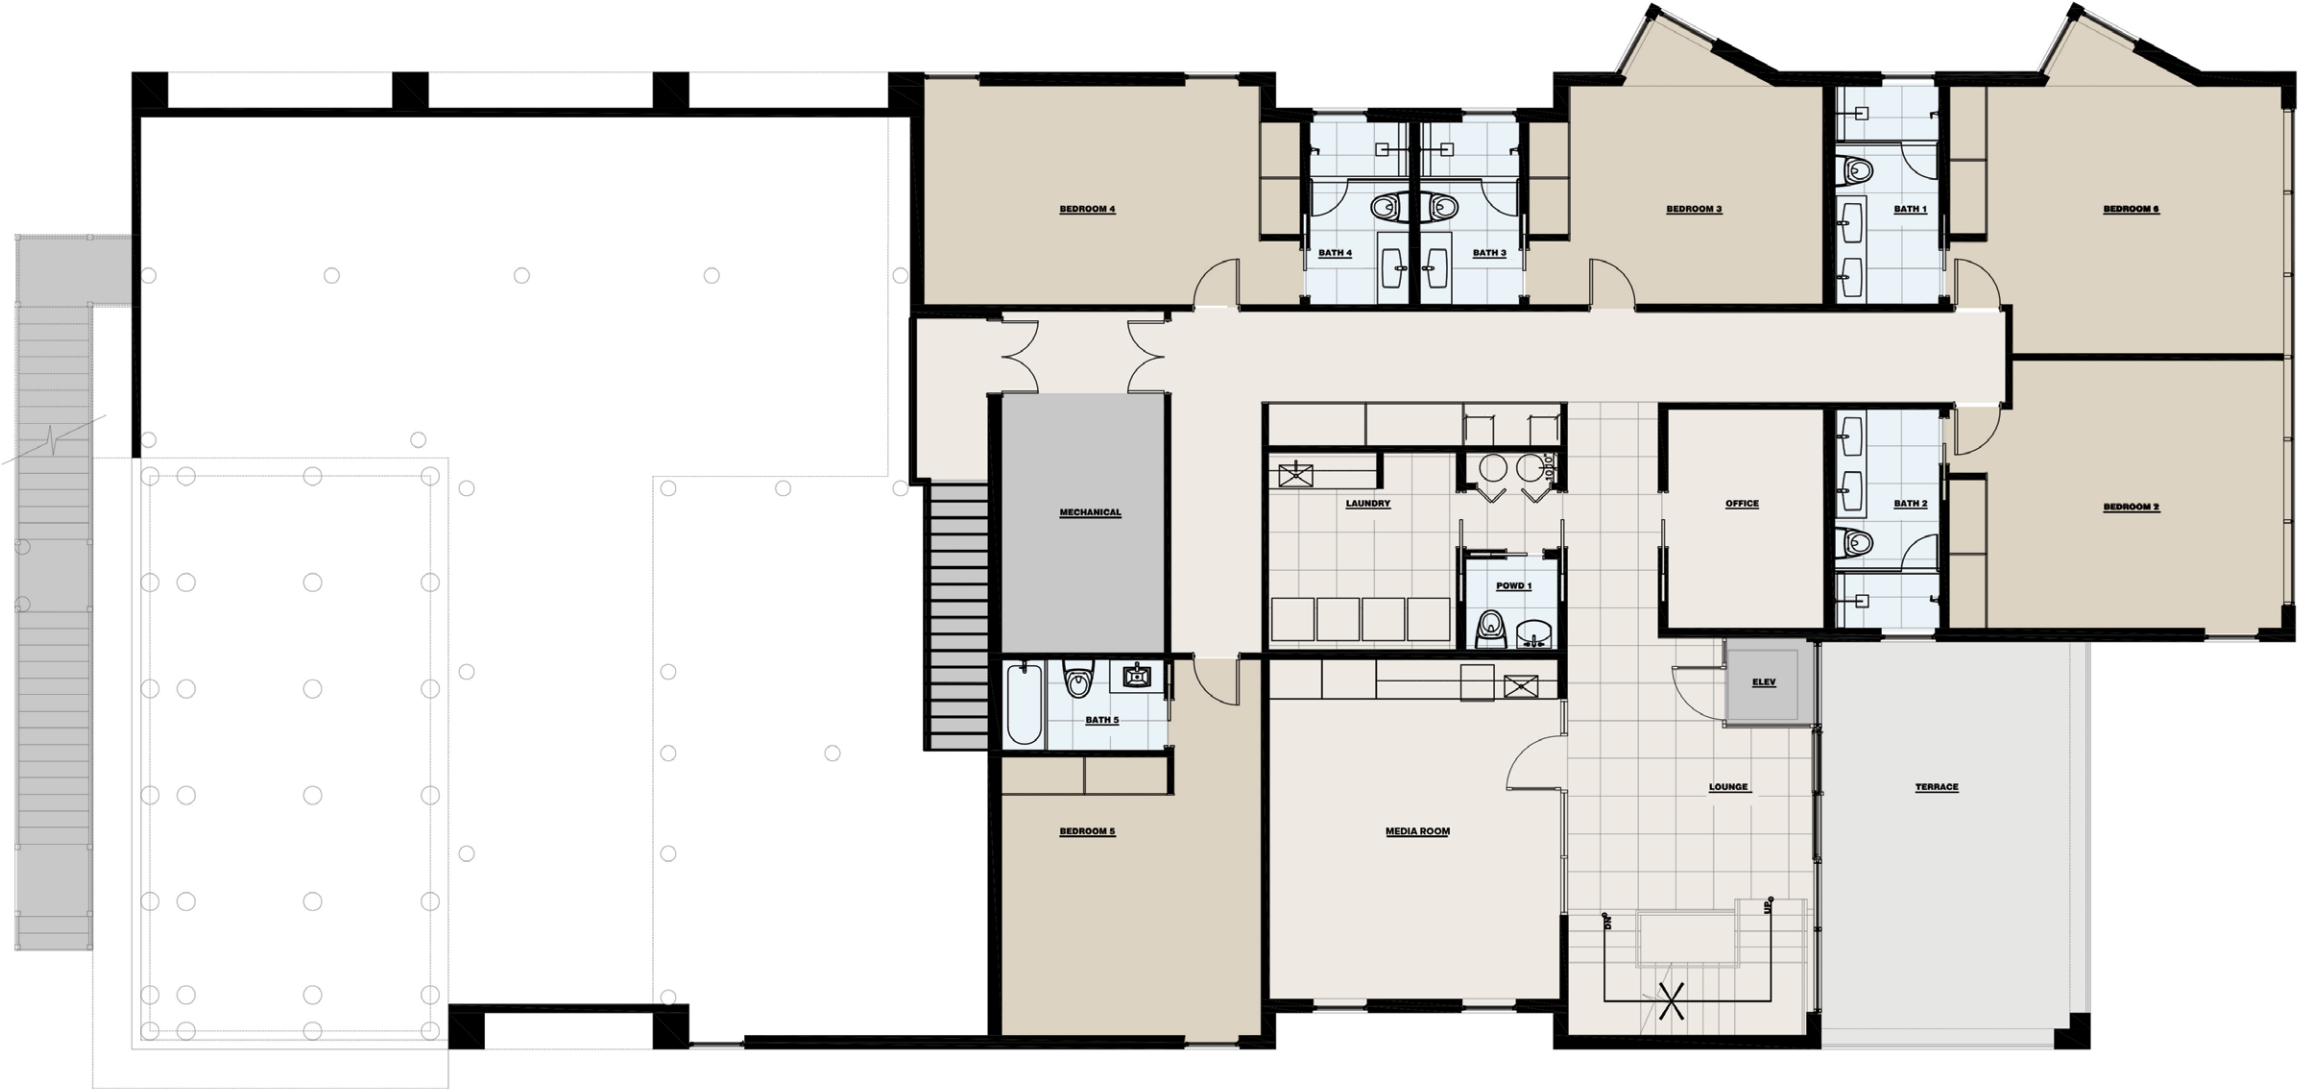 BEDROOM 4
BEDROOM 3
BATH 1
BEDROOM 6
BATH 4
BATH 3
MECHANICAL
LAUNDRY
OFFICE
BATH 2
BEDROOM 2
POWD 1
ELEV
BATH 5
LOUNGE
TERRACE
BEDROOM 5
MEDIA ROOM
DN
UP